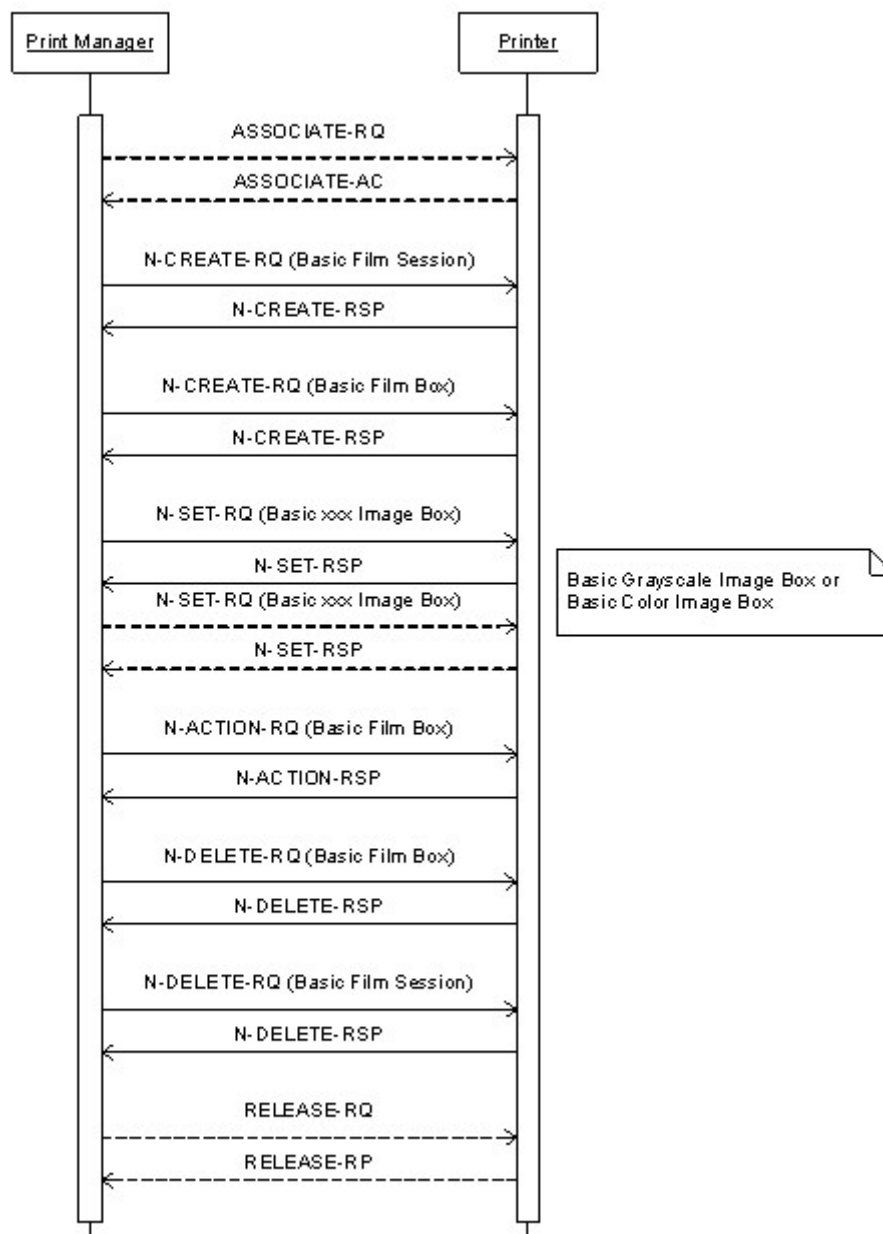 Print Manager
Printer
ASSOCIATE-RQ
ASSOCIATE-AC
N-CREATE-RQ (Basic Film Session)
N-CREATE-RSP
N-CREATE-RQ (Basic Film Box)
N-CREATE-RSP
N-SET-RQ (Basic xxx Image Box)
N-SET-RSP
N-SET-RQ (Basic xxx Image Box)
Basic Grayscale Image Box or
Basic Color Image Box
N-SET-RSP
N-ACTION-RQ (Basic Film Box)
N-ACTION-RSP
N-DELETE-RQ (Basic Film Box)
N-DELETE-RSP
N-DELETE-RQ (Basic Film Session)
N-DELETE-RSP
RELEASE-RQ
RELEASE-RP